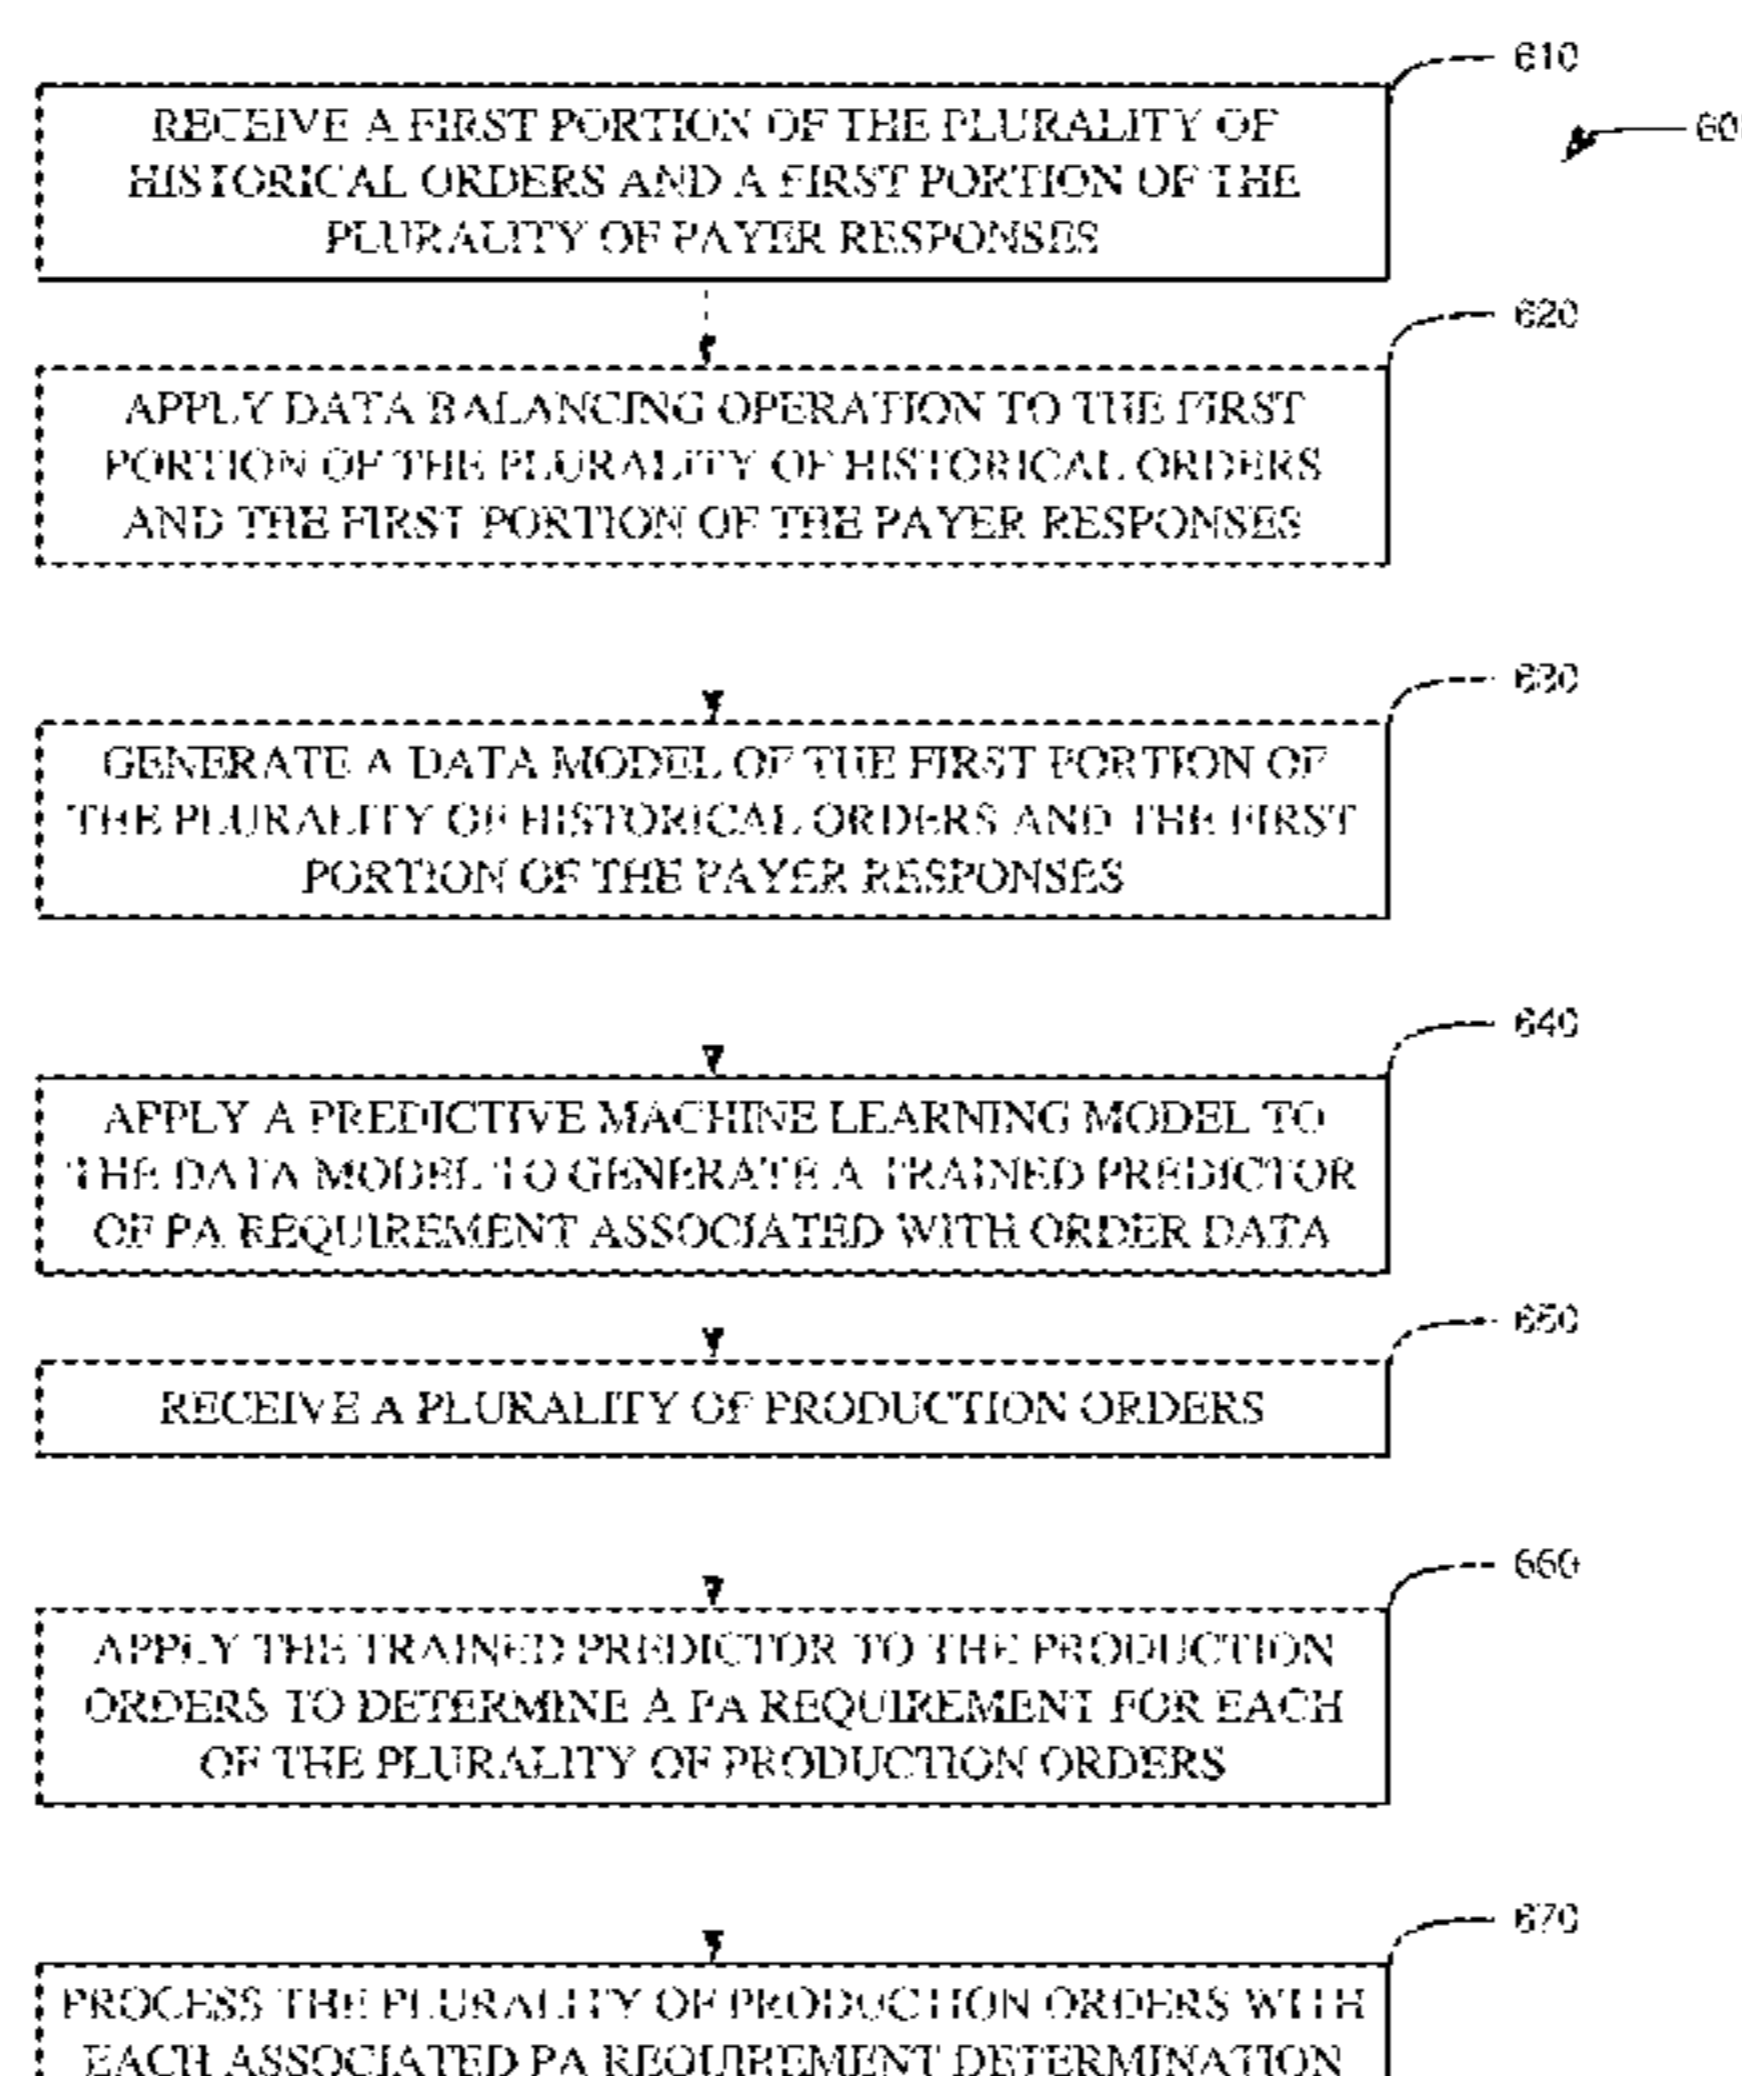 610
RECEIVE A FIRST PORTION OF THE PLURALITY OF
HISTORICAL ORDERS AND A FIRST PORTION OF THE
PLURALITY OF PAYER RESPONSES
60
620
APPLY DATA BALANCING OPERATION TO THE FIRST
PORTION OF THE PLURALITY OF HISTORICAL ORDERS
AND THE FIRST PORTION OF THE PAYER RESPONSES
630
GENERATE A DATA MODEL OF THE FIRST PORTION OF
THE PLURALITY OF HISTORICAL ORDERS AND THE FIRST
PORTION OF THE PAYER RESPONSES
640
APPLY A PREDICTIVE MACHINE LEARNING MODEL TO
THE DATA MODEL TO GENERATE A TRAINED PREDICTOR
OF PA REQUIREMENT ASSOCIATED WITH ORDER DATA
650
RECEIVE A PLURALITY OF PRODUCTION ORDERS
660
APPLY THE TRAINED PREDICTOR TO THE PRODUCTION
ORDERS TO DETERMINE A PA REQUIREMENT FOR EACH
OF THE PLURALITY OF PRODUCTION ORDERS
670
PROCESS THE PLURALITY OF PRODUCTION ORDERS WITH
EACH ASSOCIATED PA REQUIREMENT DETERMINATION